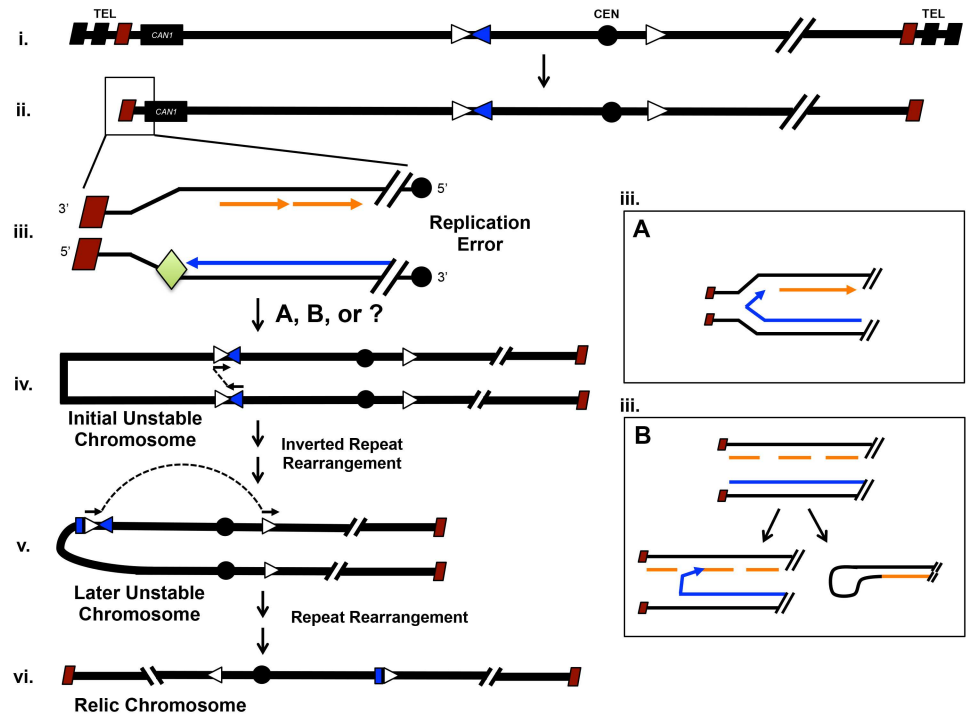 TEL
CEN
TEL
i.
CAN1
ii.
CAN1
3’
5’
iii.
5’
3’
Replication
Error
A, B, or ?
iv.
Initial Unstable
Chromosome
Inverted Repeat
Rearrangement
v.
Later Unstable
Chromosome
Repeat Rearrangement
vi.
Relic Chromosome
iii.
A
iii.
B